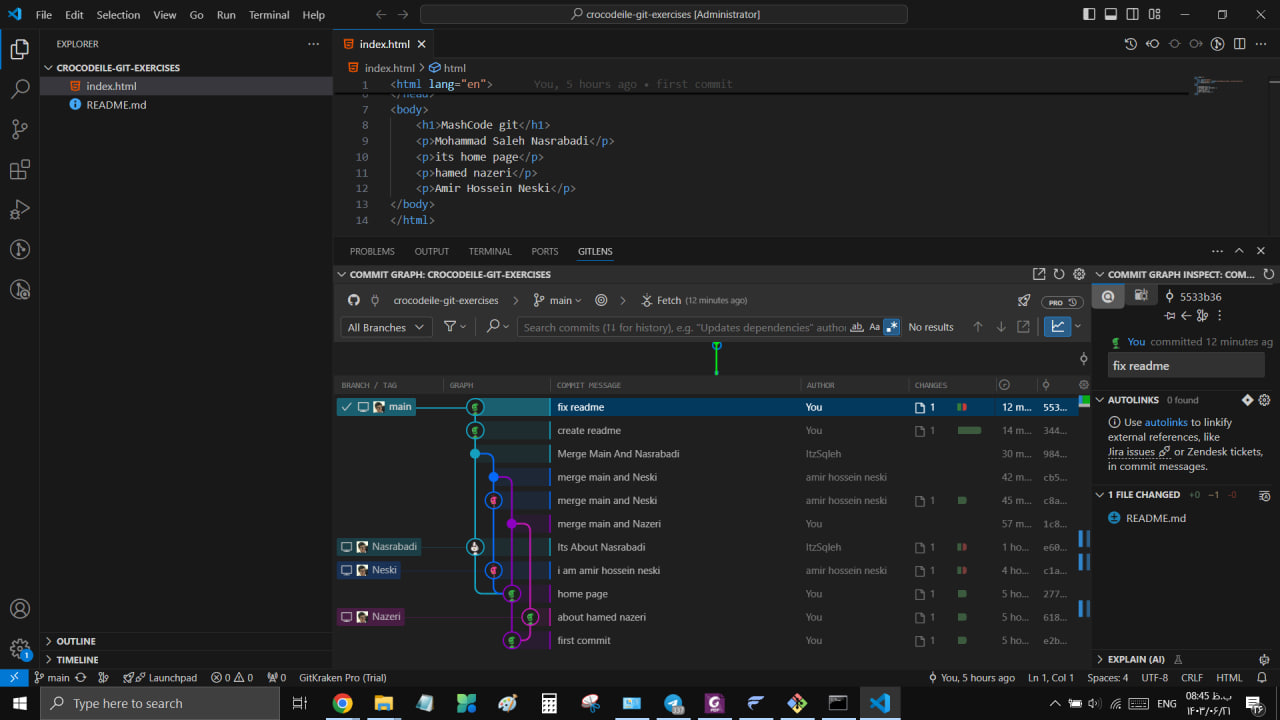 File Edit Selection View Go Run Terminal Help
crocodeile-git-exercises [Administrator]
EXPLORER
CROCODEILE-GIT-EXERCISES
index.html
README.md
OUTLINE
TIMELINE
index.html
index.html > html
1 <html lang="en"> You, 5 hours ago • first commit
6 </head>
7 <body>
8 <h1>MashCode git</h1>
9 <p>Mohammad Saleh Nasrabadi</p>
10 <p>its home page</p>
11 <p>hamed nazeri</p>
12 <p>Amir Hossein Neski</p>
13 </body>
14 </html>
PROBLEMS OUTPUT TERMINAL PORTS GITLENS
COMMIT GRAPH: CROCODEILE-GIT-EXERCISES
crocodeile-git-exercises > main > Fetch (12 minutes ago) PRO
All Branches Search commits (↑↓ for history), e.g. "Updates dependencies" author ab Aa .* No results
BRANCH / TAG GRAPH COMMIT MESSAGE AUTHOR CHANGES
main fix readme You 1 12 m... 553...
create readme You 1 14 m... 344...
Merge Main And Nasrabadi ItzSqleh 30 m... 984...
merge main and Neski amir hossein neski 42 m... cb5...
merge main and Neski amir hossein neski 1 45 m... c8a...
merge main and Nazeri You 57 m... 1c8...
Nasrabadi Its About Nasrabadi ItzSqleh 1 1 ho... e60...
Neski i am amir hossein neski amir hossein neski 1 4 ho... c1a...
home page You 1 5 ho... 277...
Nazeri about hamed nazeri You 1 5 ho... 618...
first commit You 1 5 ho... e2b...
COMMIT GRAPH INSPECT: COM...
5533b36
You committed 12 minutes ag
fix readme
AUTOLINKS 0 found
Use autolinks to linkify
external references, like
Jira issues or Zendesk tickets,
in commit messages.
1 FILE CHANGED +0 ~1 -0
README.md
EXPLAIN (AI)
1
main Launchpad 0 0 0 GitKraken Pro (Trial) You, 5 hours ago Ln 1, Col 1 Spaces: 4 UTF-8 CRLF HTML
Type here to search
337
ENG
08:45 ب.ظ
۱۴۰۳/۰۶/۲۱